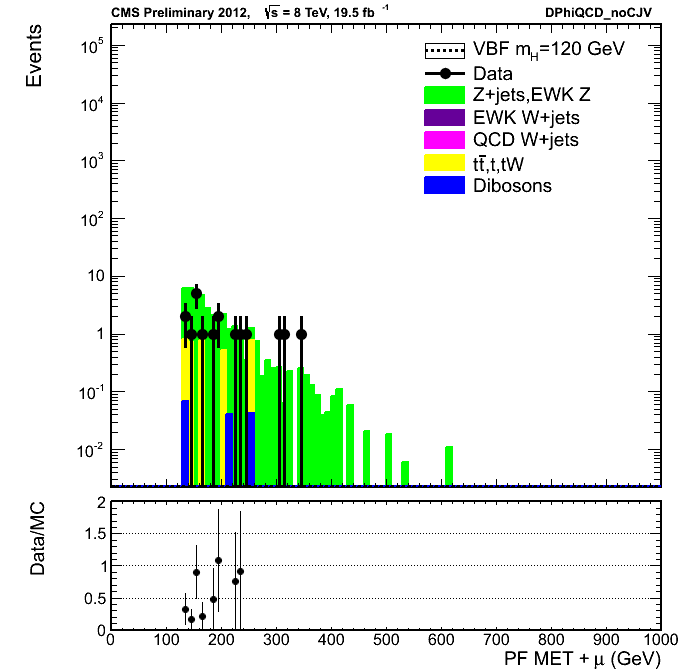 CMS Preliminary 2012, √s = 8 TeV, 19.5 fb⁻¹ DPhiQCD_noCJV
Events
VBF m_H=120 GeV
Data
Z+jets,EWK Z
EWK W+jets
QCD W+jets
tt̄,t,tW
Dibosons
10⁵
10⁴
10³
10²
10
1
10⁻¹
10⁻²
Data/MC
2
1.5
1
0.5
0
0 100 200 300 400 500 600 700 800 900 1000
PF MET + μ (GeV)